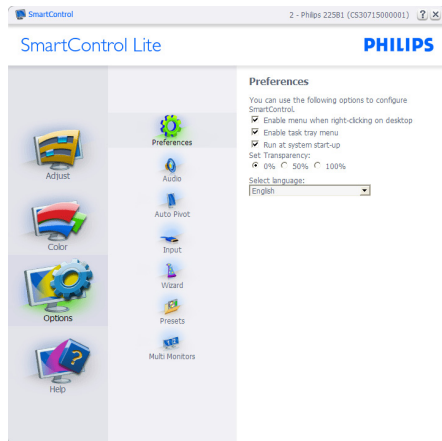 SmartControl
2 - Philips 225B1 (CS30715000001)
SmartControl Lite
PHILIPS
Adjust
Color
Options
Help
Preferences
Audio
Auto Pivot
Input
Wizard
Presets
Multi Monitors
Preferences
You can use the following options to configure
SmartControl.
Enable menu when right-clicking on desktop
Enable task tray menu
Run at system start-up
Set Transparency:
0% 50% 100%
Select language:
English